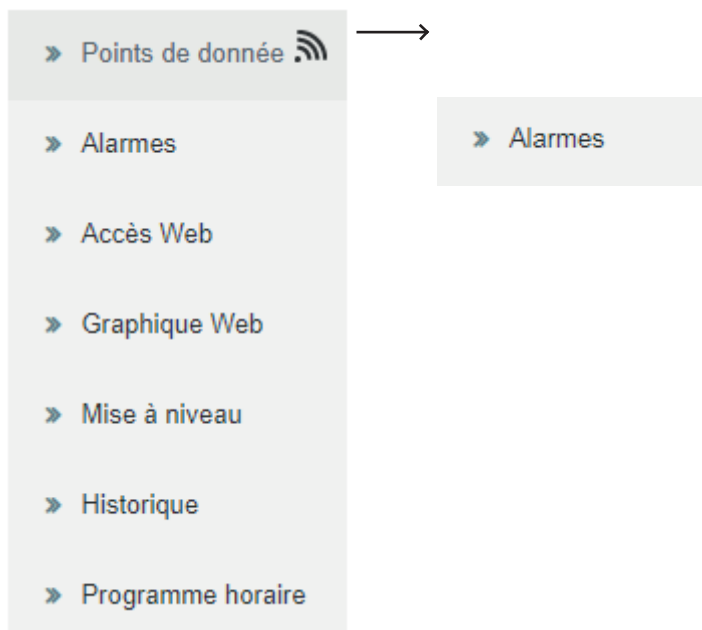 Points de donnée
Alarmes
Accès Web
Graphique Web
Mise à niveau
Historique
Programme horaire
Alarmes